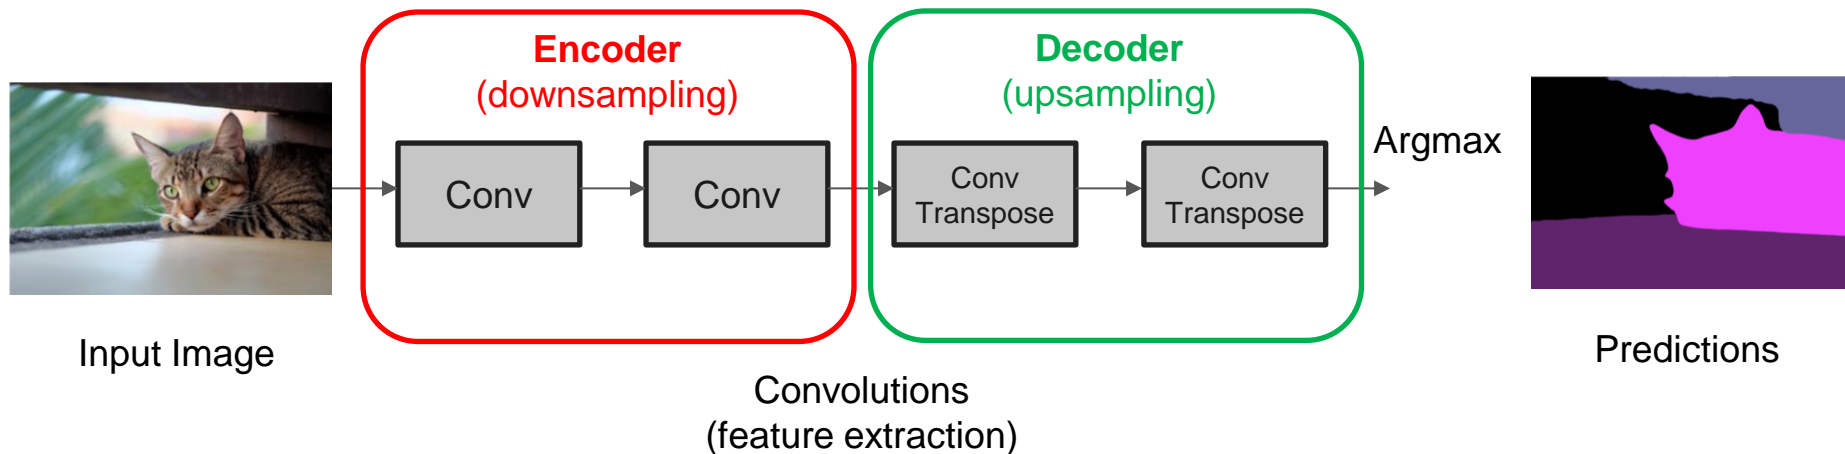 Encoder
(downsampling)
Decoder
(upsampling)
Conv
Conv
Conv
Transpose
Conv
Transpose
Argmax
Input Image
Convolutions
(feature extraction)
Predictions